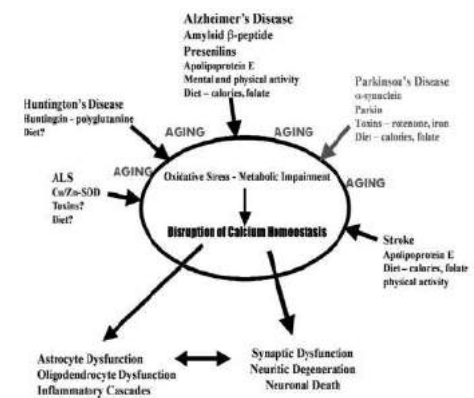 Alzheimer's Disease
Amyloid β-peptide
Presenilins
Apolipoprotein E
Mental and physical activity
Diet – calories, folate
Parkinson's Disease
α-synuclein
Parkin
Toxins – rotenone, iron
Diet – calories, folate
Huntington's Disease
Huntingin – polyglutamine
Diet?
AGING
AGING
ALS
Cu/Zn-SOD
Toxins?
Diet?
AGING
AGING
Oxidative Stress - Metabolic Impairment
Disruption of Calcium Homeostasis
Stroke
Apolipoprotein E
Diet – calories, folate
physical activity
Astrocyte Dysfunction
Oligodendrocyte Dysfunction
Inflammatory Cascades
Synaptic Dysfunction
Neuritic Degeneration
Neuronal Death